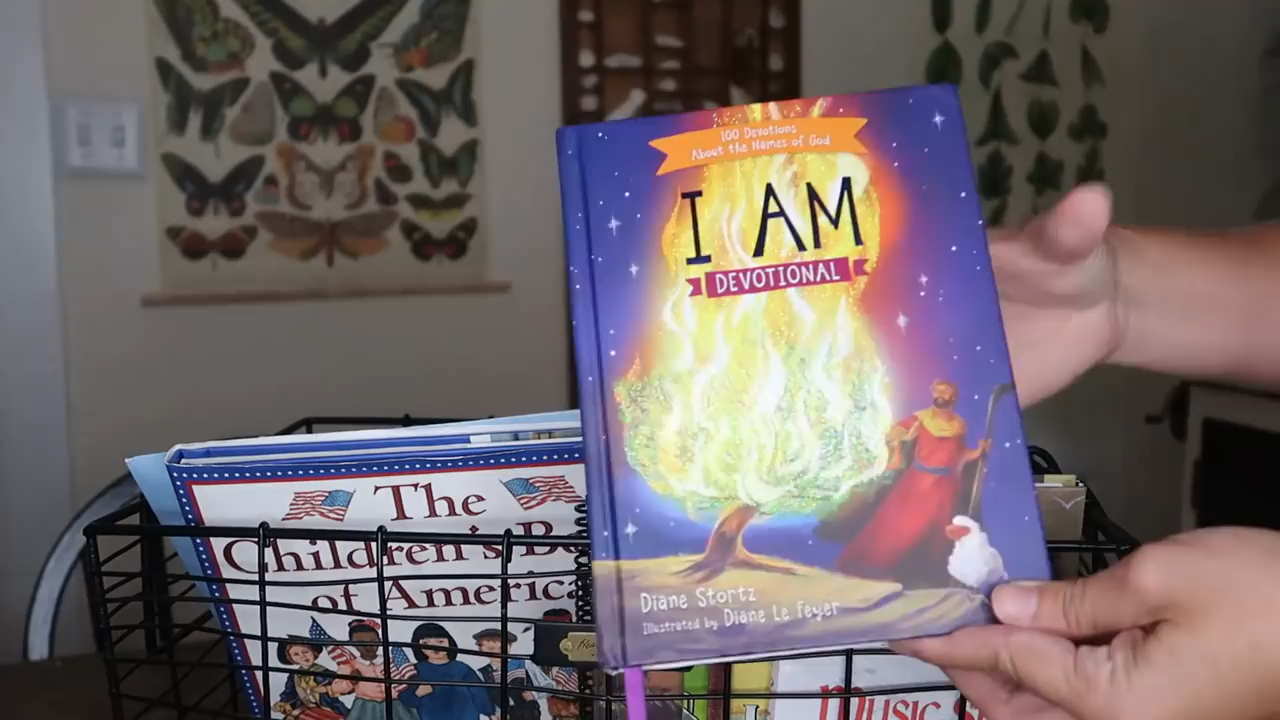 100 Devotions
About the Names of God
I AM
DEVOTIONAL
Diane Stortz
Illustrated by Diane Le Feyer
The
Children's
of America
Music